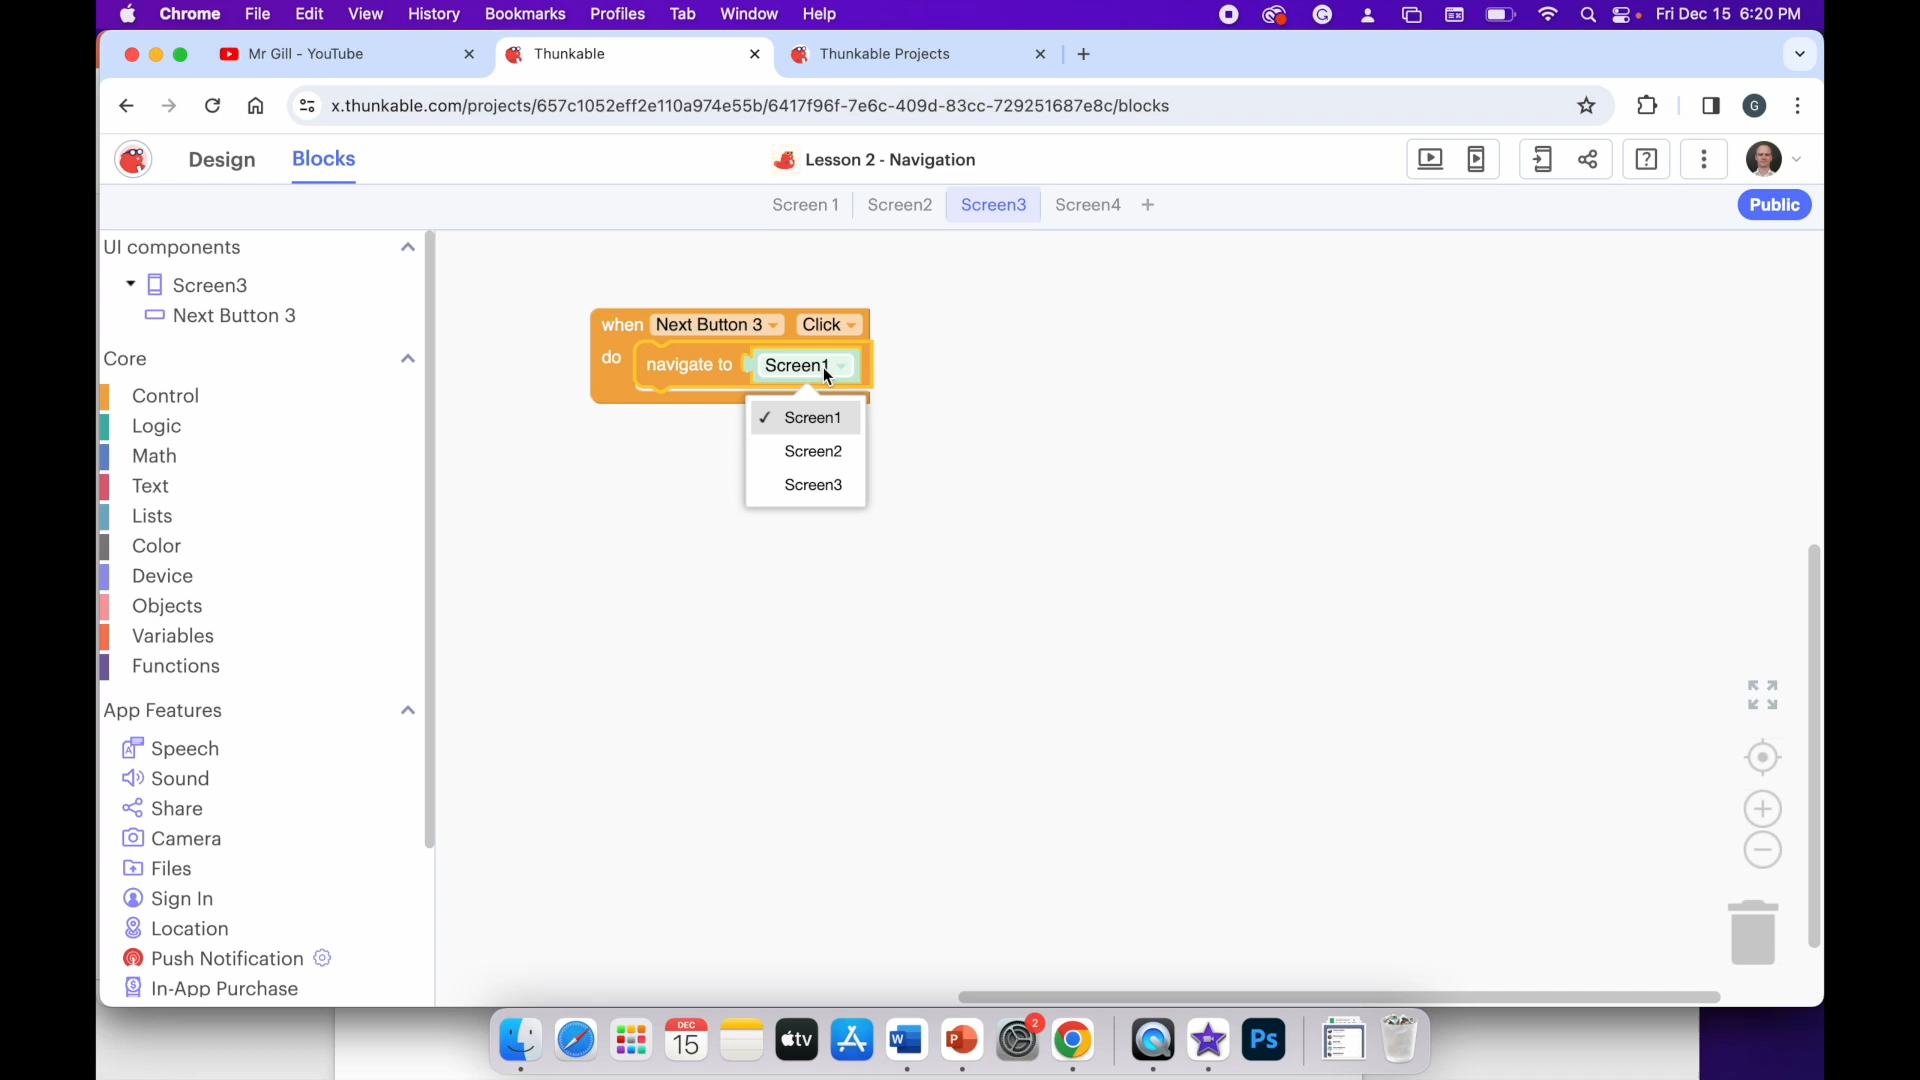 Chrome File Edit View History Bookmarks Profiles Tab Window Help Fri Dec 15 6:20 PM
Mr Gill - YouTube Thunkable Thunkable Projects
x.thunkable.com/projects/657c1052eff2e110a974e55b/6417f96f-7e6c-409d-83cc-729251687e8c/blocks G
Design Blocks Lesson 2 - Navigation
Screen 1 Screen2 Screen3 Screen4 + Public
UI components
Screen3
Next Button 3
when Next Button 3 Click
do navigate to Screen1
Screen1
Screen2
Screen3
Core
Control
Logic
Math
Text
Lists
Color
Device
Objects
Variables
Functions
App Features
Speech
Sound
Share
Camera
Files
Sign In
Location
Push Notification
In-App Purchase
DEC
15
tv
W
P
2
Ps